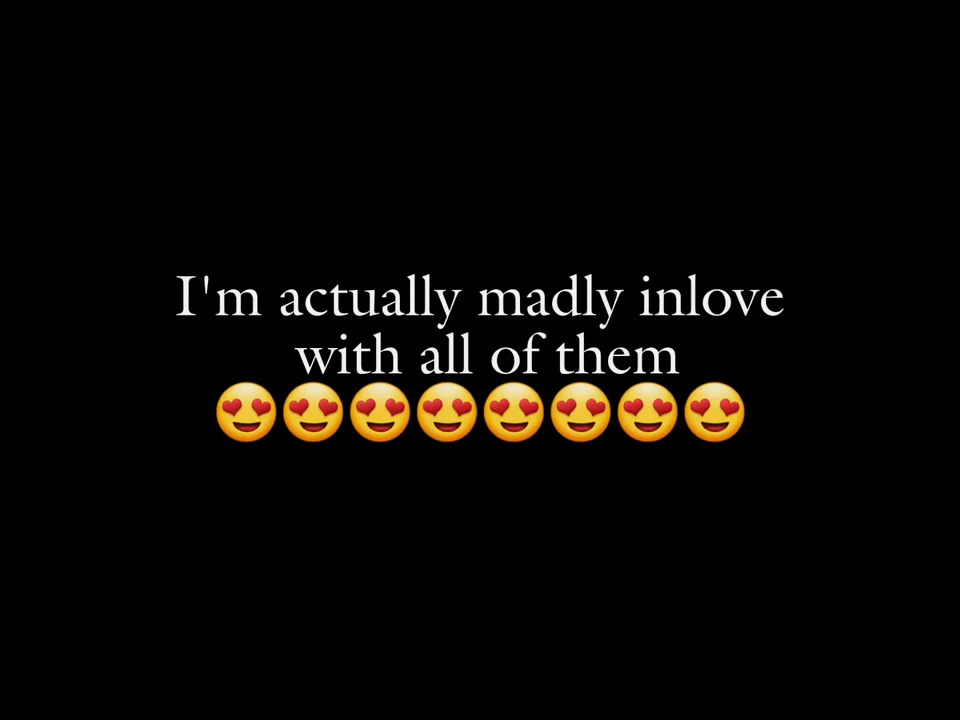 I'm actually madly inlove
with all of them
😍😍😍😍😍😍😍😍